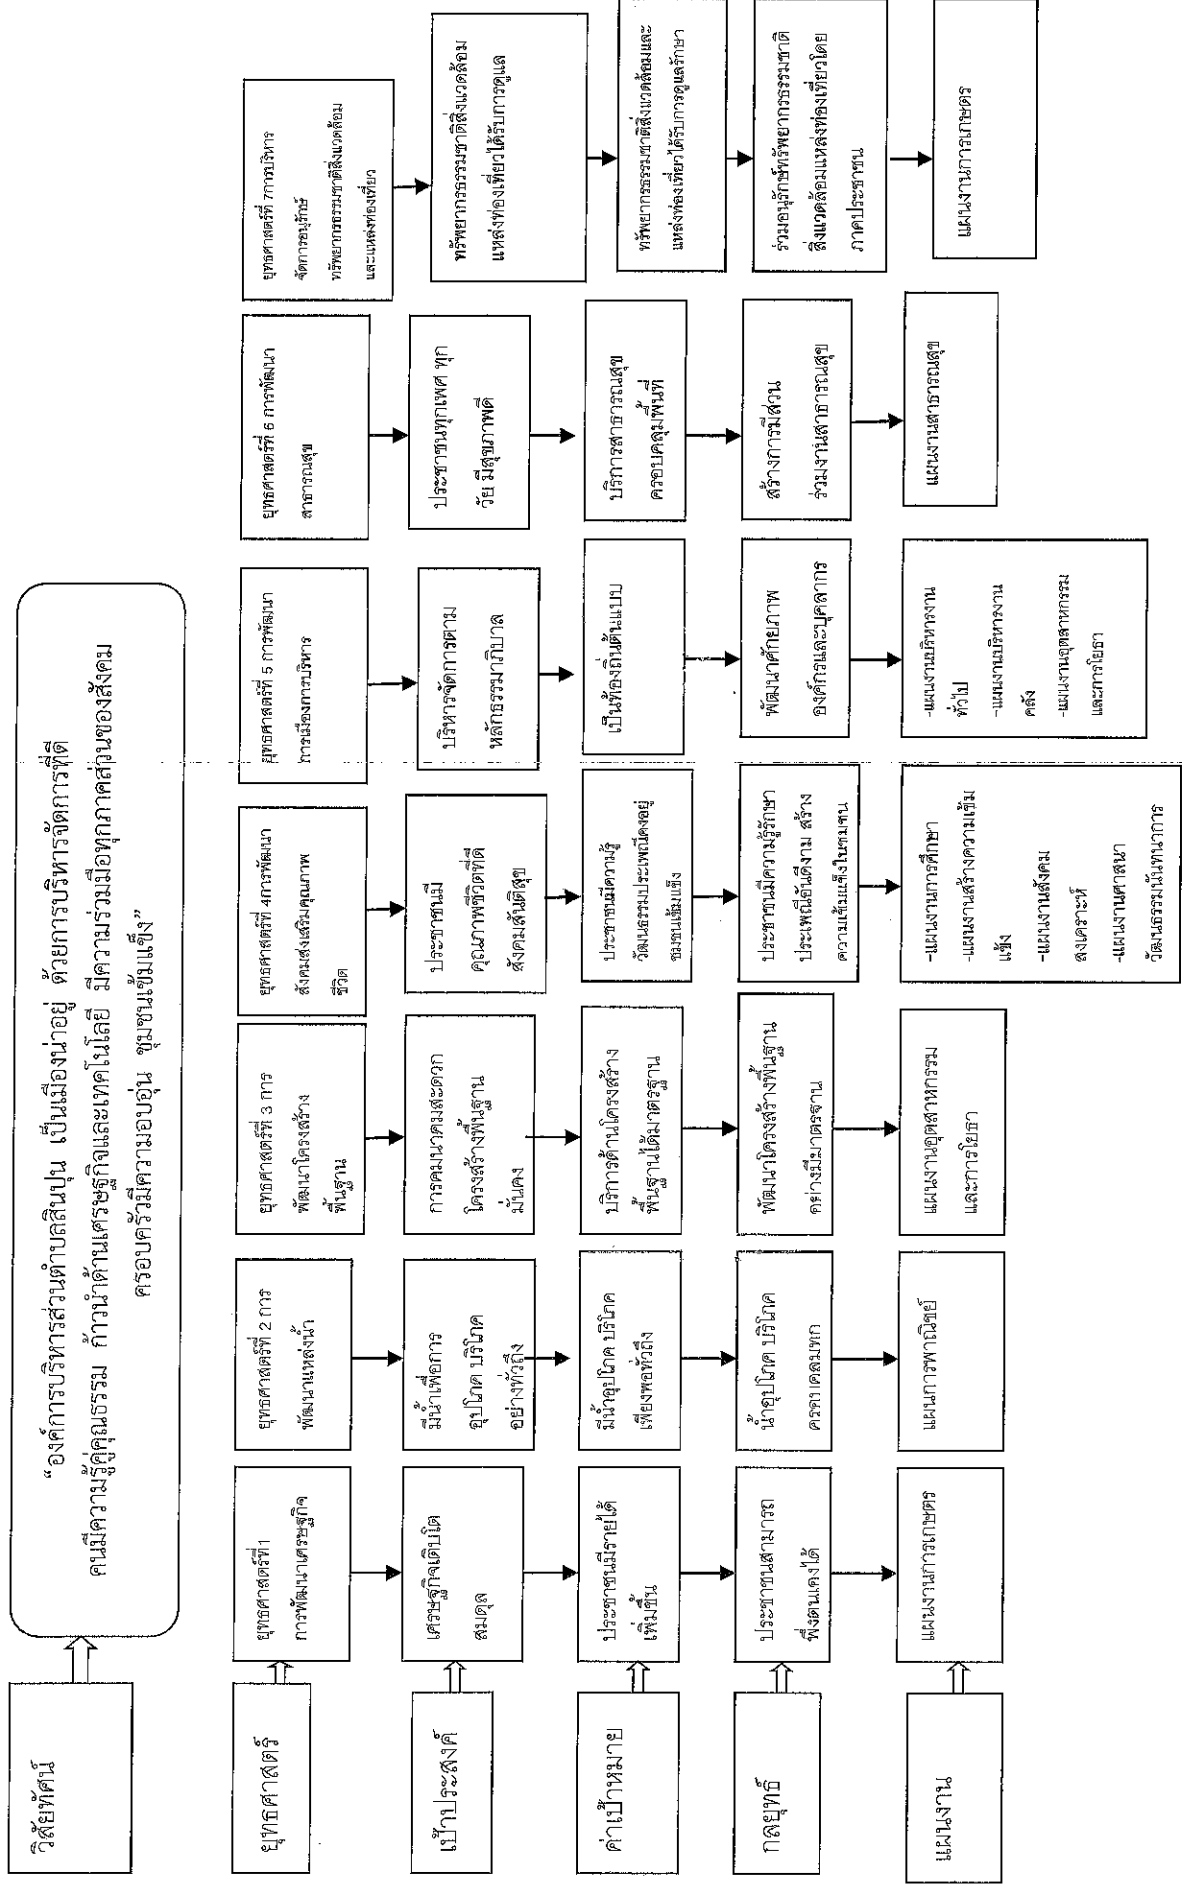 วิสัยทัศน์
“องค์การบริหารส่วนตำบลสินปุน เป็นเมืองน่าอยู่ ด้วยการบริหารจัดการที่ดี
คนมีความรู้คู่คุณธรรม ก้าวนำด้านเศรษฐกิจและเทคโนโลยี มีความร่วมมือทุกภาคส่วนของสังคม
ครอบครัวมีความอบอุ่น ชุมชนเข้มแข็ง”
ยุทธศาสตร์
ยุทธศาสตร์ที่1
การพัฒนาเศรษฐกิจ
ยุทธศาสตร์ที่ 2 การ
พัฒนาแหล่งน้ำ
ยุทธศาสตร์ที่ 3 การ
พัฒนาโครงสร้าง
พื้นฐาน
ยุทธศาสตร์ที่ 4การพัฒนา
สังคมส่งเสริมคุณภาพ
ชีวิต
ยุทธศาสตร์ที่ 5 การพัฒนา
การเมืองการบริหาร
ยุทธศาสตร์ที่ 6 การพัฒนา
สาธารณสุข
ยุทธศาสตร์ที่ 7การบริหาร
จัดการอนุรักษ์
ทรัพยากรธรรมชาติสิ่งแวดล้อม
และแหล่งท่องเที่ยว
เป้าประสงค์
เศรษฐกิจเติบโต
สมดุล
มีน้ำเพื่อการ
อุปโภค บริโภค
อย่างทั่วถึง
การคมนาคมสะดวก
โครงสร้างพื้นฐาน
มั่นคง
ประชาชนมี
คุณภาพชีวิตที่ดี
สังคมสันติสุข
บริหารจัดการตาม
หลักธรรมาภิบาล
ประชาชนทุกเพศ ทุก
วัย มีสุขภาพดี
ทรัพยากรธรรมชาติสิ่งแวดล้อม
แหล่งท่องเที่ยวได้รับการดูแล
ค่าเป้าหมาย
ประชาชนมีรายได้
เพิ่มขึ้น
มีน้ำอุปโภค บริโภค
เพียงพอทั่วถึง
บริการด้านโครงสร้าง
พื้นฐานได้มาตรฐาน
ประชาชนมีความรู้
วัฒนธรรมประเพณีคงอยู่
ชุมชนเข้มแข็ง
เป็นท้องถิ่นต้นแบบ
บริการสาธารณสุข
ครอบคลุมพื้นที่
ทรัพยากรธรรมชาติสิ่งแวดล้อมและ
แหล่งท่องเที่ยวได้รับการดูแลรักษา
กลยุทธ์
ประชาชนสามารถ
พึ่งตนเองได้
น้ำอุปโภค บริโภค
พัฒนาโครงสร้างพื้นฐาน
อย่างมีมาตรฐาน
ประชาชนมีความรู้รักษา
ประเพณีอันดีงาม สร้าง
ความเข้มแข็งในชุมชน
พัฒนาศักยภาพ
องค์กรและบุคลากร
สร้างการมีส่วน
ร่วมงานสาธารณสุข
ร่วมอนุรักษ์ทรัพยากรธรรมชาติ
สิ่งแวดล้อมแหล่งท่องเที่ยวโดย
ภาคประชาชน
แผนงาน
แผนงานการเกษตร
แผนการพาณิชย์
แผนงานอุตสาหกรรม
และการโยธา
-แผนงานการศึกษา
-แผนงานสร้างความเข้ม
แข็ง
-แผนงานสังคม
สงเคราะห์
-แผนงานศาสนา
วัฒนธรรมนันทนาการ
-แผนงานบริหารงาน
ทั่วไป
-แผนงานบริหารงาน
คลัง
-แผนงานอุตสาหกรรม
และการโยธา
แผนงานสาธารณสุข
แผนงานการเกษตร